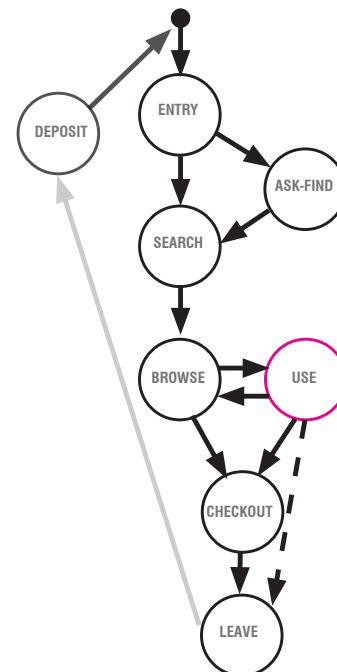 ENTRY
DEPOSIT
ASK-FIND
SEARCH
BROWSE
USE
CHECKOUT
LEAVE